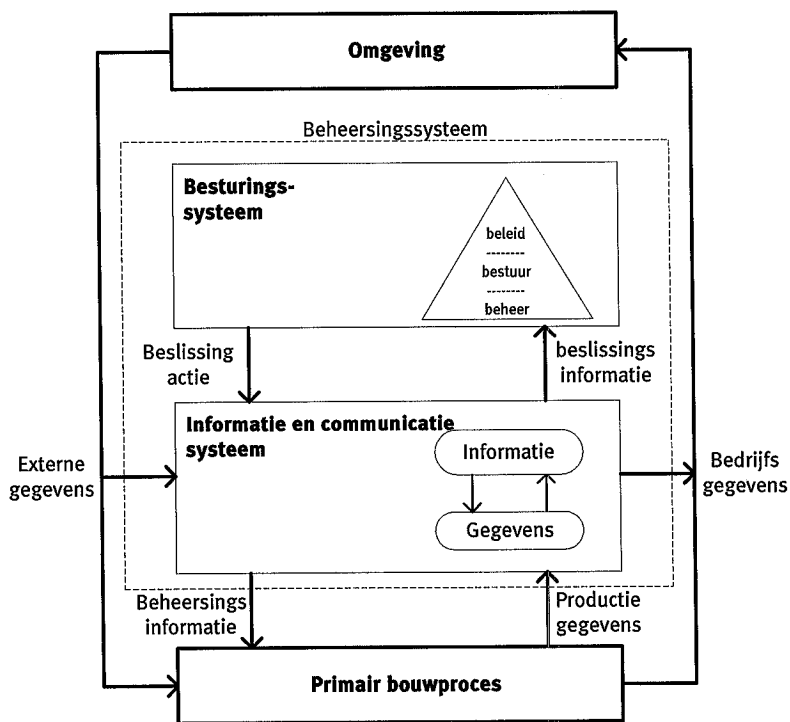 Omgeving
Beheersingssysteem
Besturings-
systeem
beleid
bestuur
beheer
Beslissing
actie
beslissings
informatie
Informatie en communicatie
systeem
Informatie
Gegevens
Externe
gegevens
Bedrijfs
gegevens
Beheersings
informatie
Productie
gegevens
Primair bouwproces